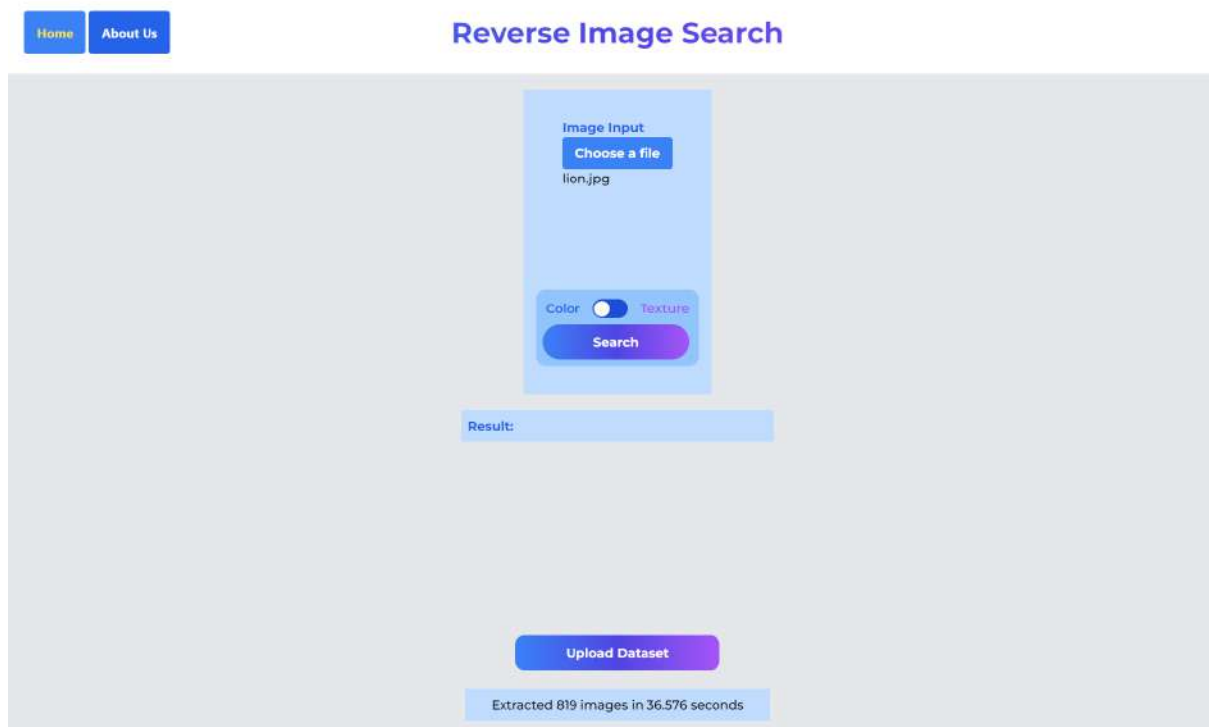 Home
About Us
Reverse Image Search
Image Input
Choose a file
lion.jpg
Color
Texture
Search
Result:
Upload Dataset
Extracted 819 images in 36.576 seconds